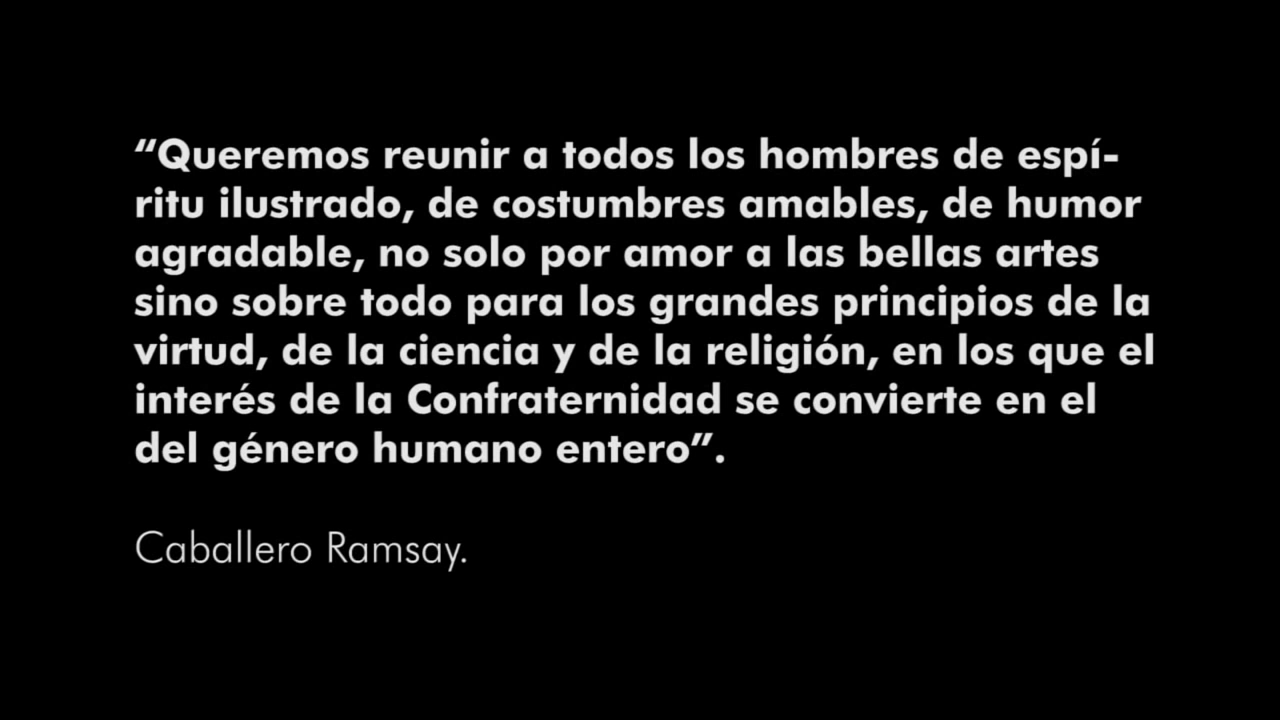 “Queremos reunir a todos los hombres de espí-
ritu ilustrado, de costumbres amables, de humor
agradable, no solo por amor a las bellas artes
sino sobre todo para los grandes principios de la
virtud, de la ciencia y de la religión, en los que el
interés de la Confraternidad se convierte en el
del género humano entero”.
Caballero Ramsay.